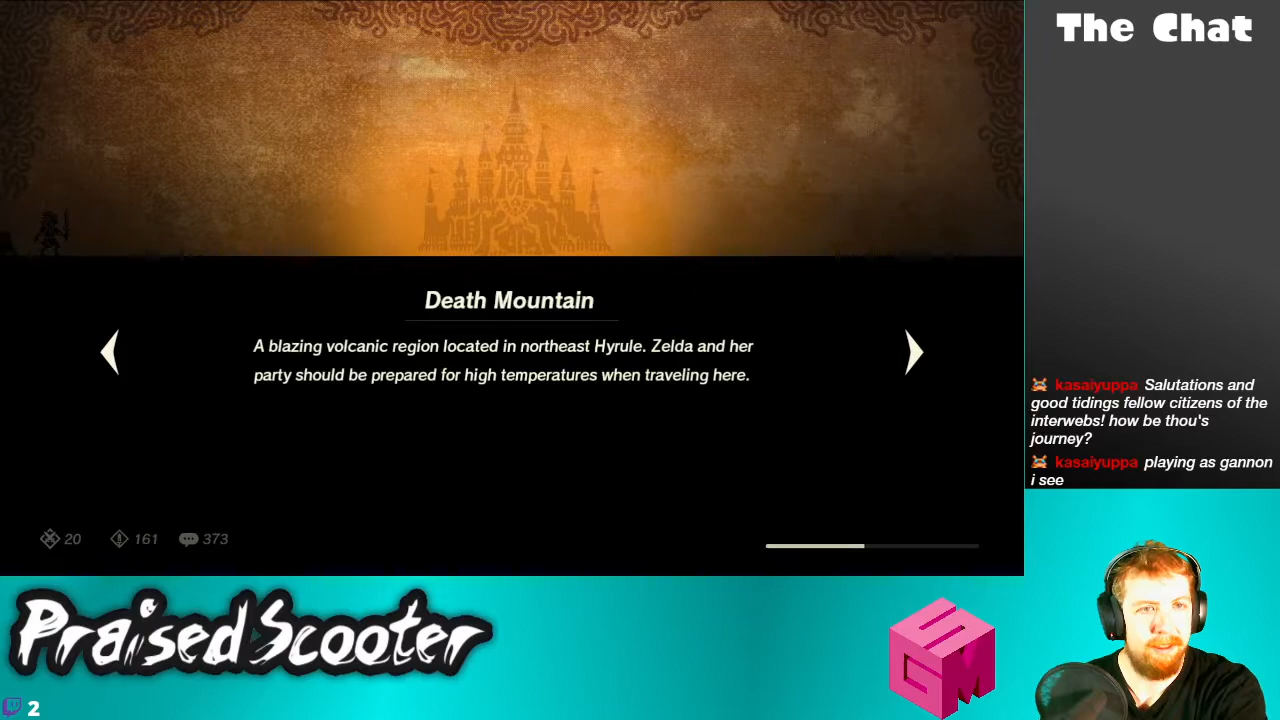 The Chat
Death Mountain
A blazing volcanic region located in northeast Hyrule. Zelda and her
party should be prepared for high temperatures when traveling here.
kasaiyuppa Salutations and
good tidings fellow citizens of the
interwebs! how be thou's
journey?
kasaiyuppa playing as gannon
i see
20 161 373
PraisedScooter
SGM
2